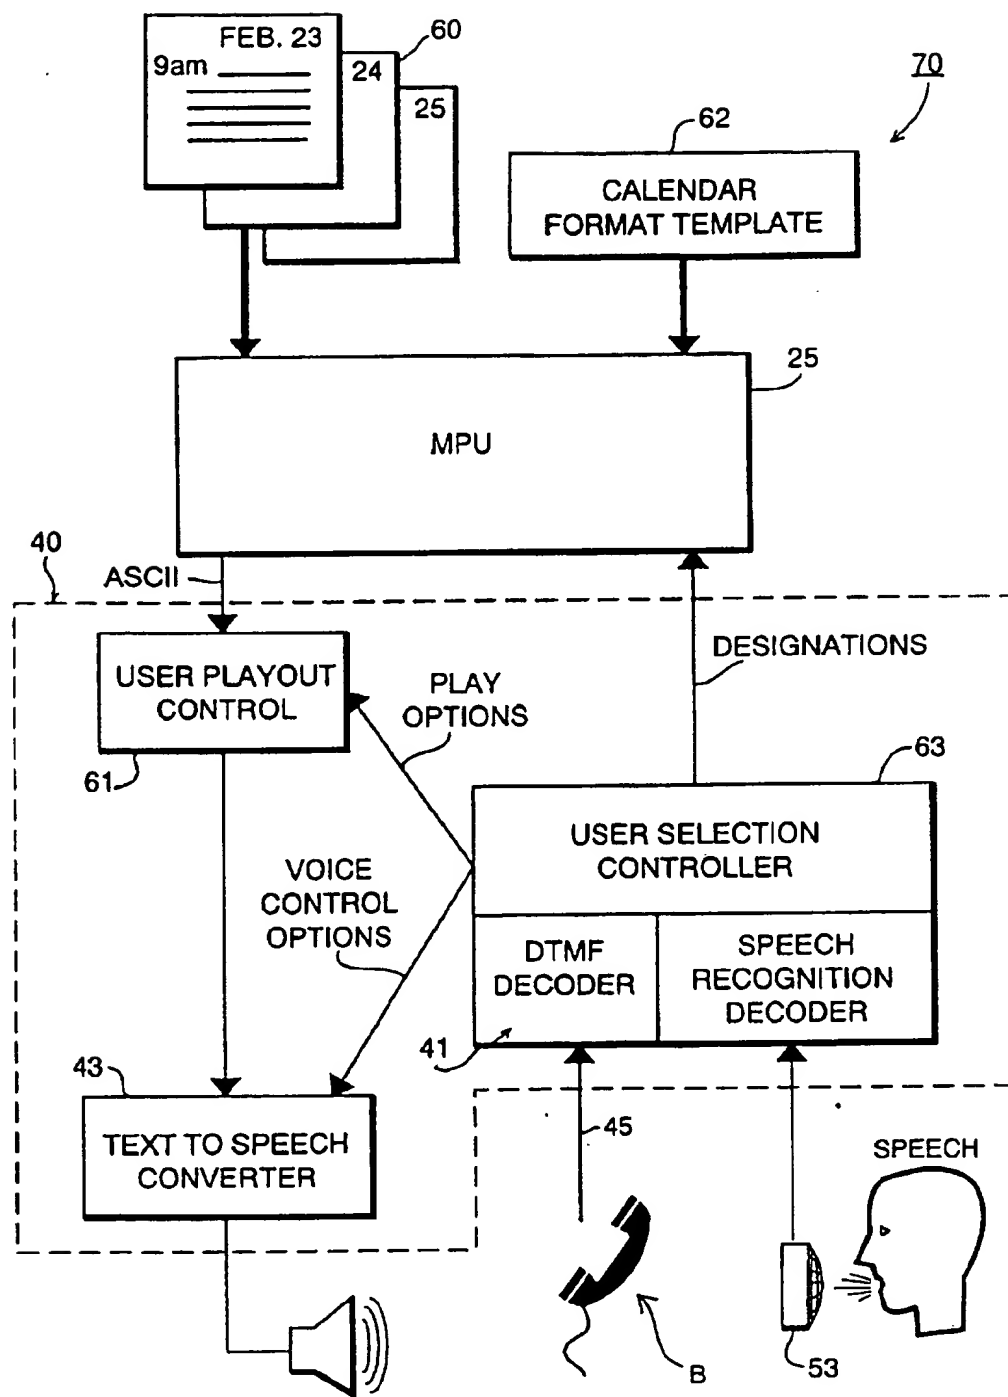 FEB. 23
9am
24
25
60
70
62
CALENDAR
FORMAT TEMPLATE
25
MPU
40
ASCII
DESIGNATIONS
USER PLAYOUT
CONTROL
PLAY
OPTIONS
61
63
USER SELECTION
CONTROLLER
VOICE
CONTROL
OPTIONS
DTMF
DECODER
SPEECH
RECOGNITION
DECODER
41
43
TEXT TO SPEECH
CONVERTER
45
SPEECH
B
53